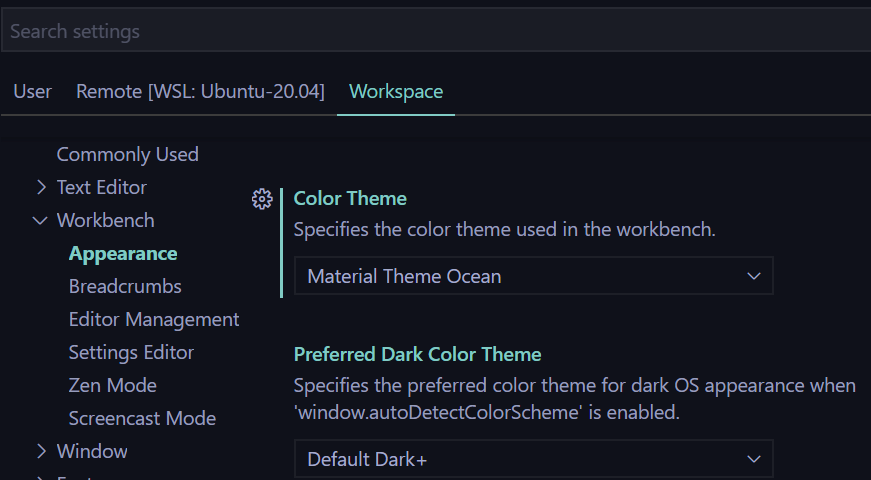 Search settings
User
Remote [WSL: Ubuntu-20.04]
Workspace
Commonly Used
Text Editor
Workbench
Appearance
Breadcrumbs
Editor Management
Settings Editor
Zen Mode
Screencast Mode
Window
Color Theme
Specifies the color theme used in the workbench.
Material Theme Ocean
Preferred Dark Color Theme
Specifies the preferred color theme for dark OS appearance when
'window.autoDetectColorScheme' is enabled.
Default Dark+